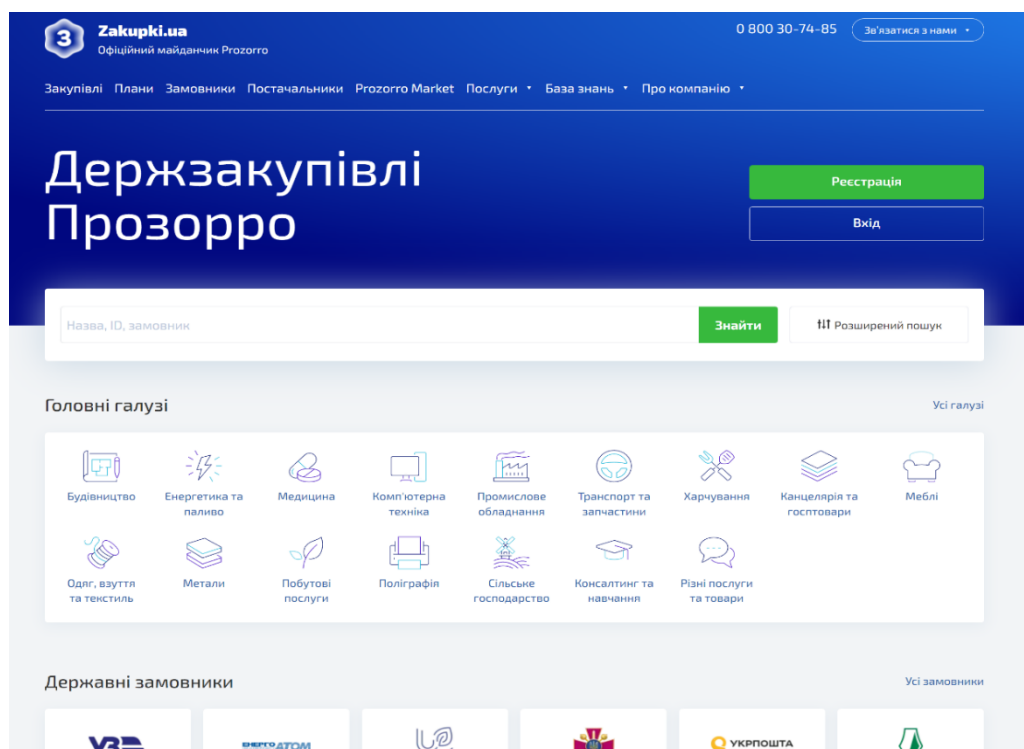 Zakupki.ua
Офіційний майданчик Prozorro
0 800 30-74-85
Зв'язатися з нами
Закупівлі Плани Замовники Постачальники Prozorro Market Послуги База знань Про компанію
Держзакупівлі
Прозорро
Реєстрація
Вхід
Назва, ID, замовник
Знайти
Розширений пошук
Головні галузі
Усі галузі
Будівництво
Енергетика та
паливо
Медицина
Комп'ютерна
техніка
Промислове
обладнання
Транспорт та
запчастини
Харчування
Канцелярія та
госптовари
Меблі
Одяг, взуття
та текстиль
Метали
Побутові
послуги
Поліграфія
Сільське
господарство
Консалтинг та
навчання
Різні послуги
та товари
Державні замовники
Усі замовники
УЗ
ЕНЕРГОАТОМ
УКРПОШТА